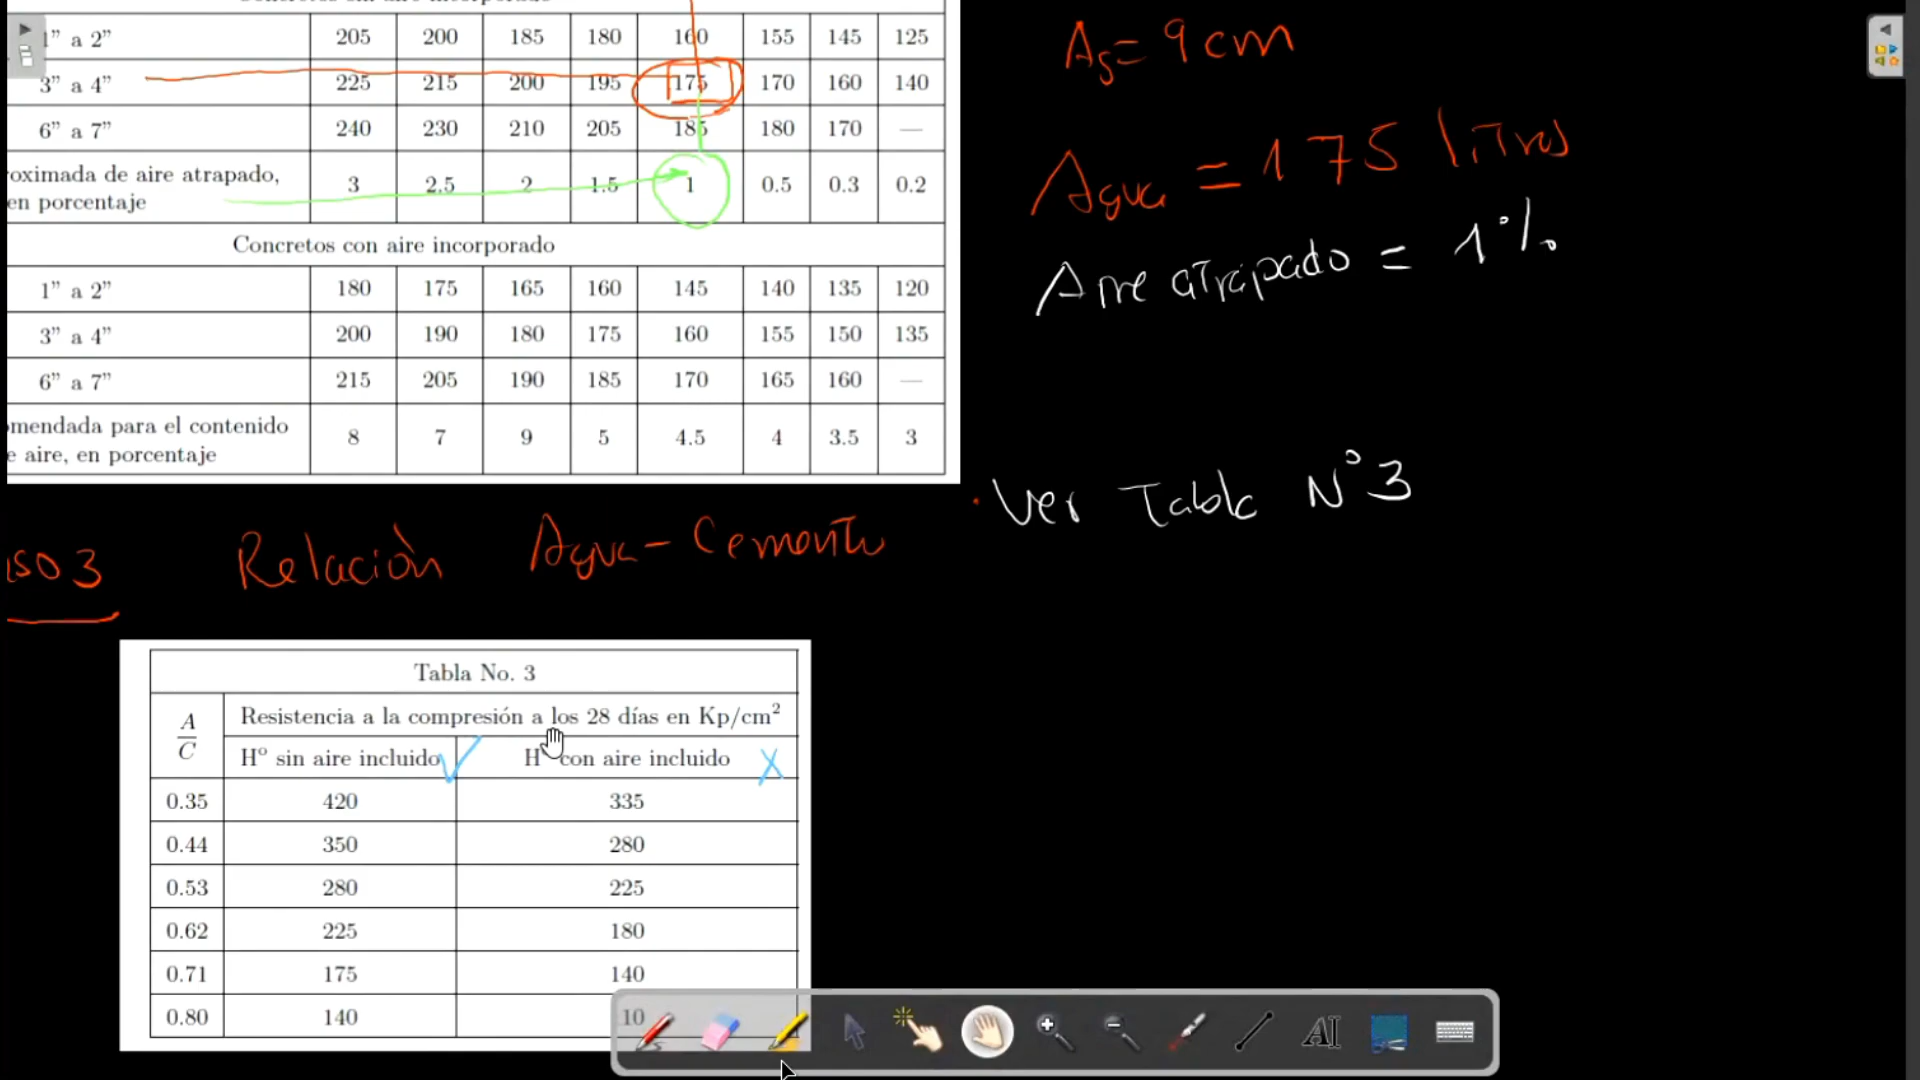 1” a 2” 205 200 185 180 160 155 145 125
3” a 4” 225 215 200 195 175 170 160 140
6” a 7” 240 230 210 205 185 180 170 —
oximada de aire atrapado,
en porcentaje
3 2.5 2 1.5 1 0.5 0.3 0.2
Concretos con aire incorporado
1” a 2” 180 175 165 160 145 140 135 120
3” a 4” 200 190 180 175 160 155 150 135
6” a 7” 215 205 190 185 170 165 160 —
mendada para el contenido
e aire, en porcentaje
8 7 9 5 4.5 4 3.5 3
As = 9 cm
Agua = 175 litros
Aire atrapado = 1%
Ver Tabla N° 3
aso 3 Relación Agua - Cemento
Tabla No. 3
A/C
Resistencia a la compresión a los 28 días en Kp/cm²
Hº sin aire incluido Hº con aire incluido
0.35 420 335
0.44 350 280
0.53 280 225
0.62 225 180
0.71 175 140
0.80 140 10
AI